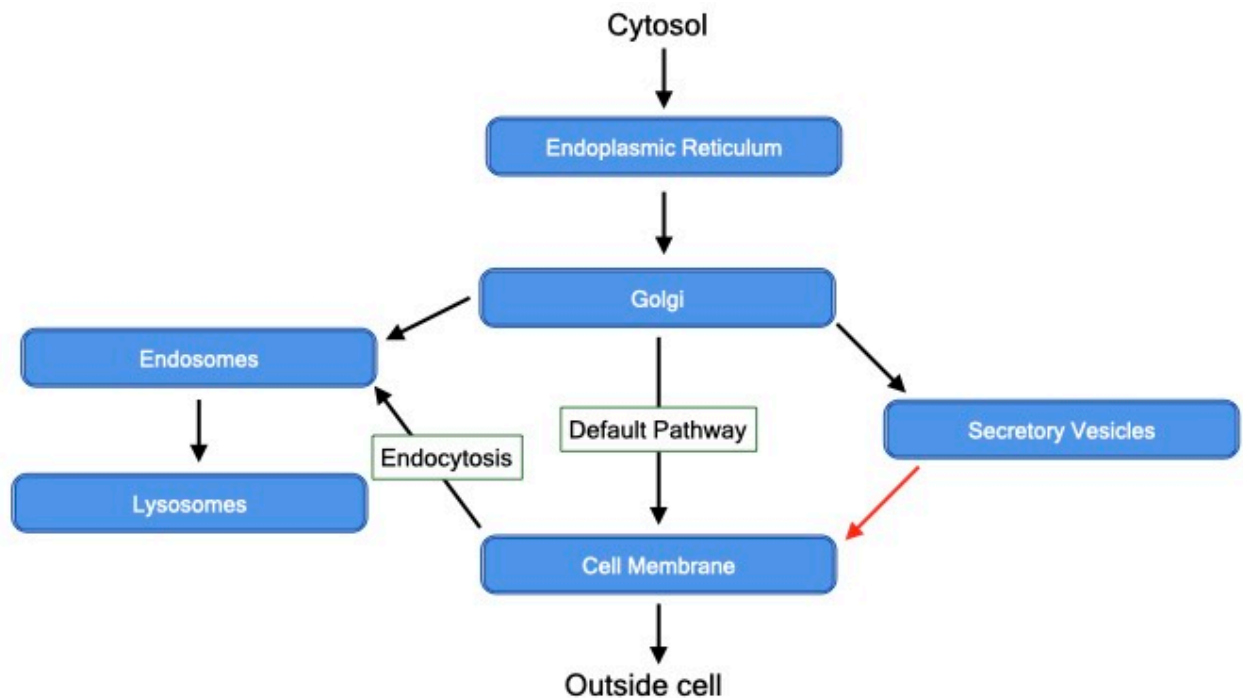 Cytosol
Endoplasmic Reticulum
Golgi
Endosomes
Default Pathway
Secretory Vesicles
Endocytosis
Lysosomes
Cell Membrane
Outside cell